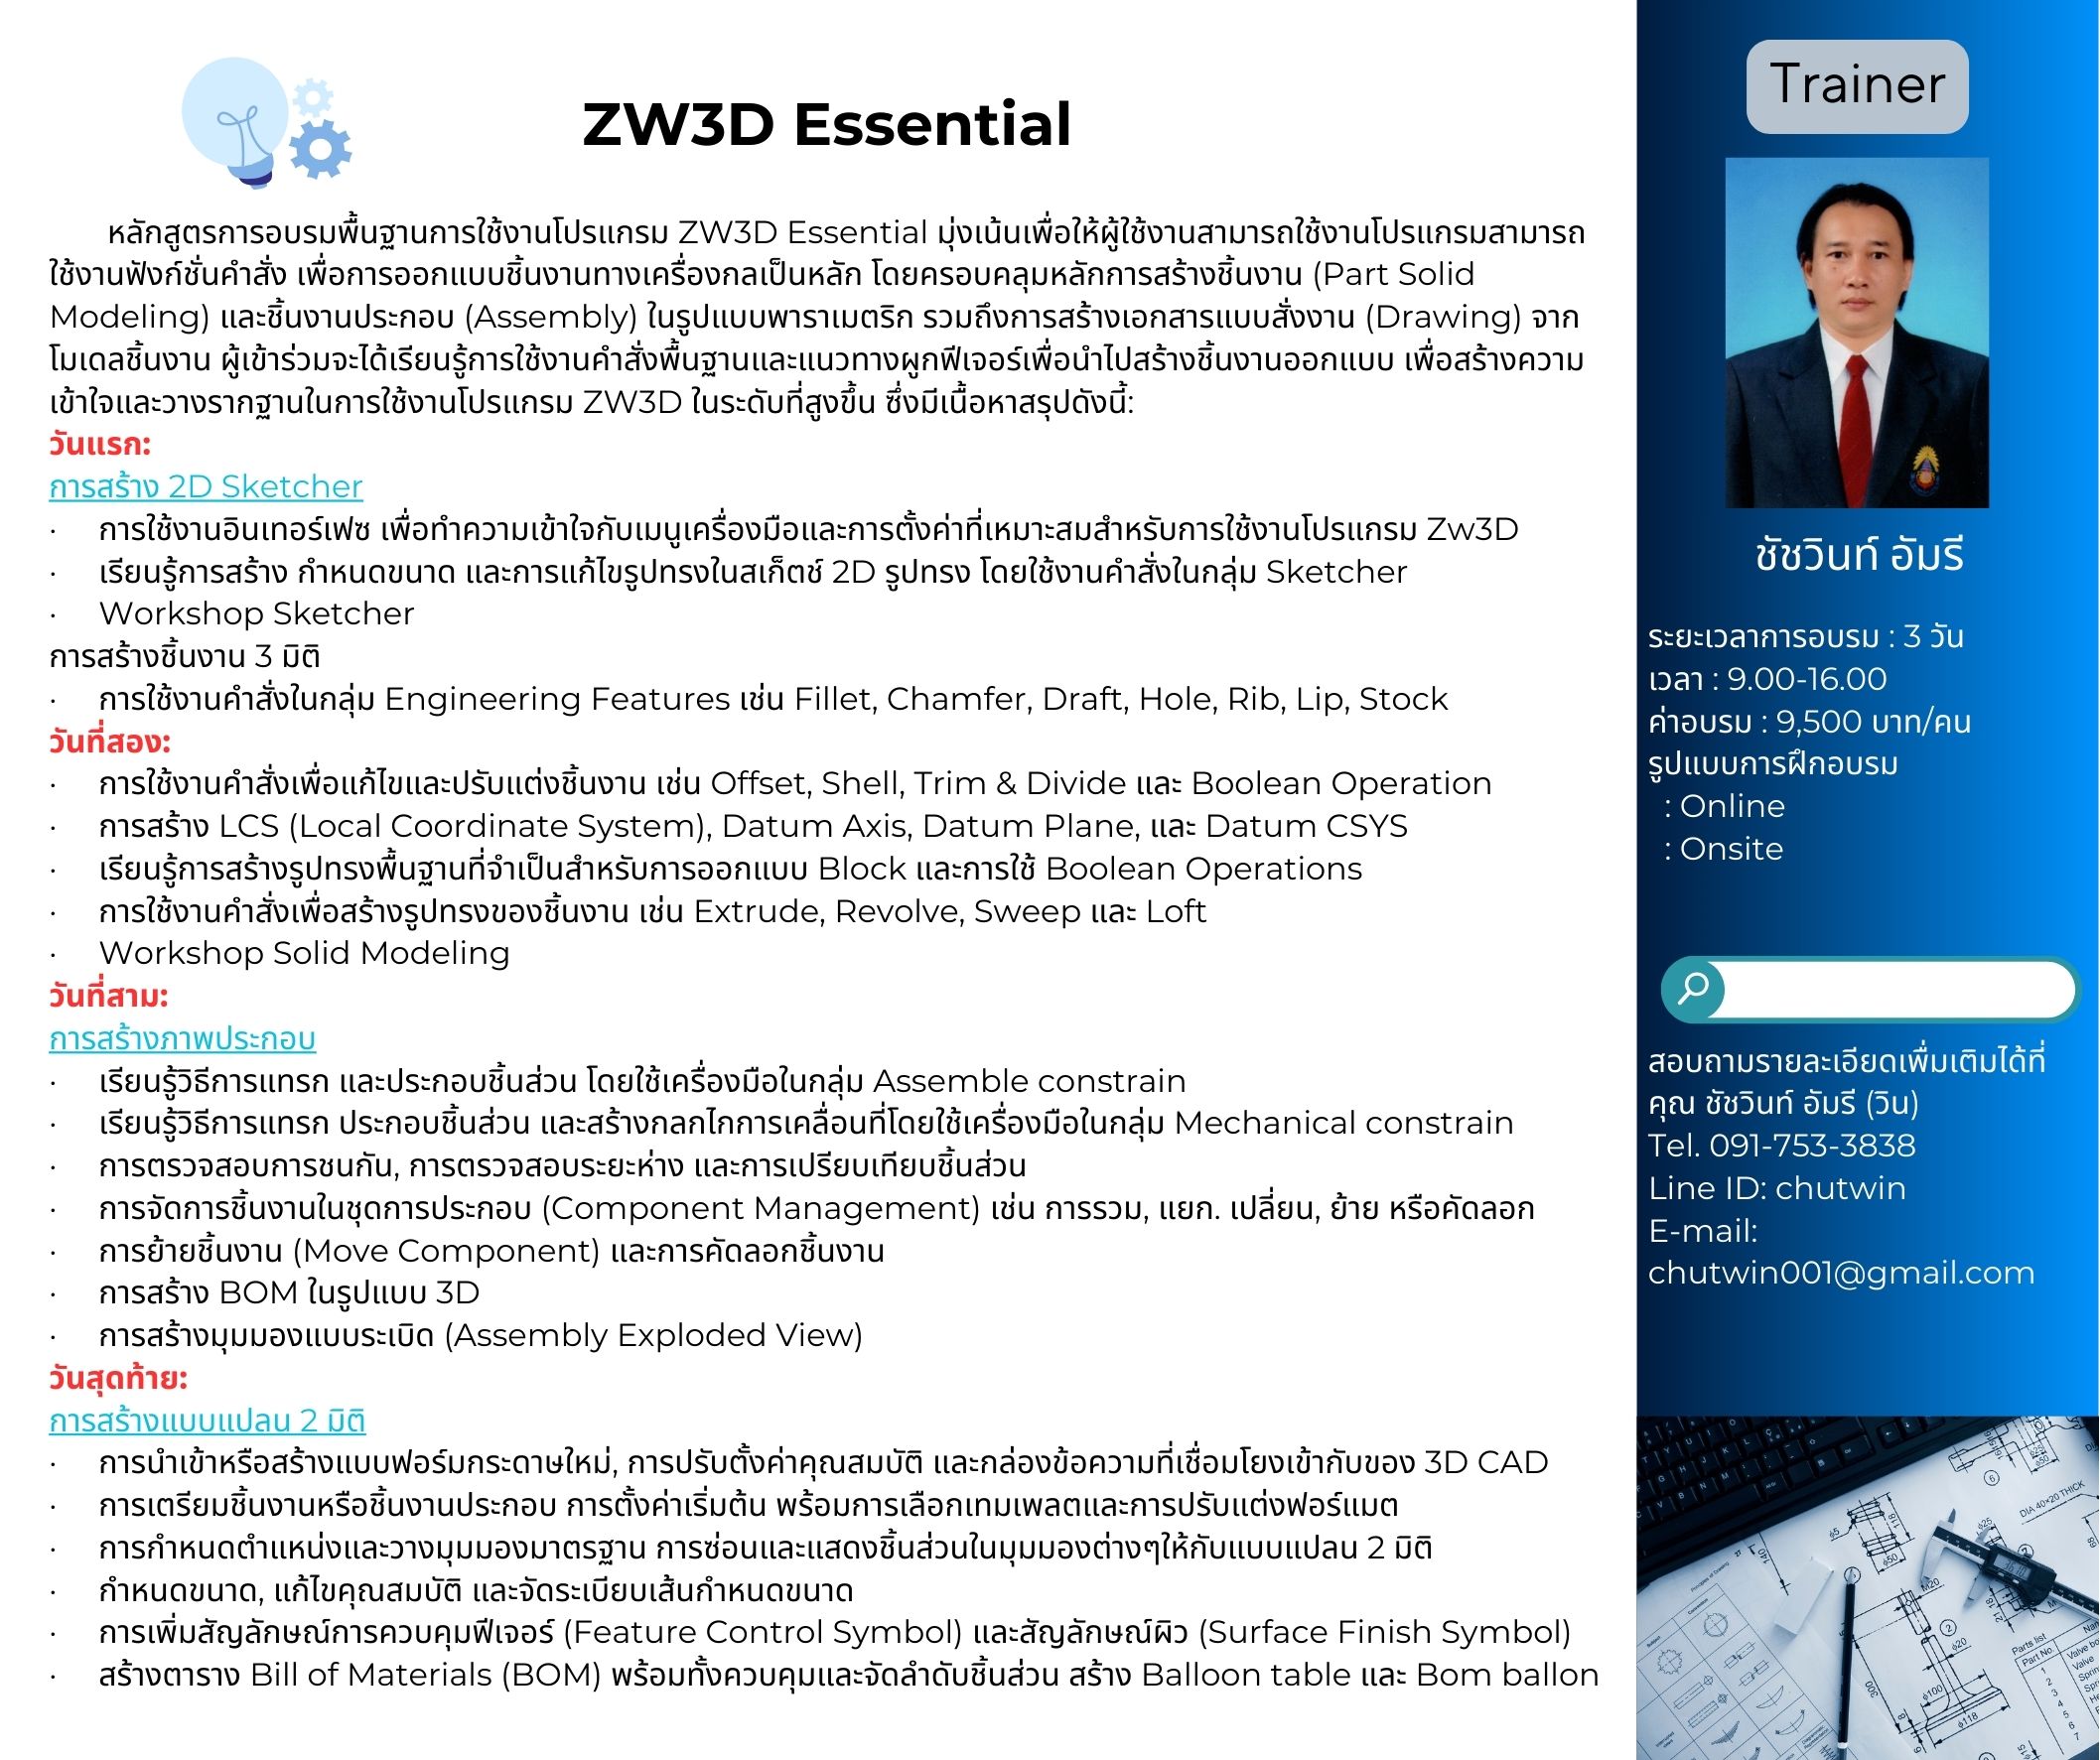 ZW3D Essential
หลักสูตรการอบรมพื้นฐานการใช้งานโปรแกรม ZW3D Essential มุ่งเน้นเพื่อให้ผู้ใช้งานสามารถใช้งานโปรแกรมสามารถ
ใช้งานฟังก์ชั่นคำสั่ง เพื่อการออกแบบชิ้นงานทางเครื่องกลเป็นหลัก โดยครอบคลุมหลักการสร้างชิ้นงาน (Part Solid
Modeling) และชิ้นงานประกอบ (Assembly) ในรูปแบบพาราเมตริก รวมถึงการสร้างเอกสารแบบสั่งงาน (Drawing) จาก
โมเดลชิ้นงาน ผู้เข้าร่วมจะได้เรียนรู้การใช้งานคำสั่งพื้นฐานและแนวทางผูกฟีเจอร์เพื่อนำไปสร้างชิ้นงานออกแบบ เพื่อสร้างความ
เข้าใจและวางรากฐานในการใช้งานโปรแกรม ZW3D ในระดับที่สูงขึ้น ซึ่งมีเนื้อหาสรุปดังนี้:
วันแรก:
การสร้าง 2D Sketcher
· การใช้งานอินเทอร์เฟซ เพื่อทำความเข้าใจกับเมนูเครื่องมือและการตั้งค่าที่เหมาะสมสำหรับการใช้งานโปรแกรม Zw3D
· เรียนรู้การสร้าง กำหนดขนาด และการแก้ไขรูปทรงในสเก็ตช์ 2D รูปทรง โดยใช้งานคำสั่งในกลุ่ม Sketcher
· Workshop Sketcher
การสร้างชิ้นงาน 3 มิติ
· การใช้งานคำสั่งในกลุ่ม Engineering Features เช่น Fillet, Chamfer, Draft, Hole, Rib, Lip, Stock
วันที่สอง:
· การใช้งานคำสั่งเพื่อแก้ไขและปรับแต่งชิ้นงาน เช่น Offset, Shell, Trim & Divide และ Boolean Operation
· การสร้าง LCS (Local Coordinate System), Datum Axis, Datum Plane, และ Datum CSYS
· เรียนรู้การสร้างรูปทรงพื้นฐานที่จำเป็นสำหรับการออกแบบ Block และการใช้ Boolean Operations
· การใช้งานคำสั่งเพื่อสร้างรูปทรงของชิ้นงาน เช่น Extrude, Revolve, Sweep และ Loft
· Workshop Solid Modeling
วันที่สาม:
การสร้างภาพประกอบ
· เรียนรู้วิธีการแทรก และประกอบชิ้นส่วน โดยใช้เครื่องมือในกลุ่ม Assemble constrain
· เรียนรู้วิธีการแทรก ประกอบชิ้นส่วน และสร้างกลกไกการเคลื่อนที่โดยใช้เครื่องมือในกลุ่ม Mechanical constrain
· การตรวจสอบการชนกัน, การตรวจสอบระยะห่าง และการเปรียบเทียบชิ้นส่วน
· การจัดการชิ้นงานในชุดการประกอบ (Component Management) เช่น การรวม, แยก. เปลี่ยน, ย้าย หรือคัดลอก
· การย้ายชิ้นงาน (Move Component) และการคัดลอกชิ้นงาน
· การสร้าง BOM ในรูปแบบ 3D
· การสร้างมุมมองแบบระเบิด (Assembly Exploded View)
วันสุดท้าย:
การสร้างแบบแปลน 2 มิติ
· การนำเข้าหรือสร้างแบบฟอร์มกระดาษใหม่, การปรับตั้งค่าคุณสมบัติ และกล่องข้อความที่เชื่อมโยงเข้ากับของ 3D CAD
· การเตรียมชิ้นงานหรือชิ้นงานประกอบ การตั้งค่าเริ่มต้น พร้อมการเลือกเทมเพลตและการปรับแต่งฟอร์แมต
· การกำหนดตำแหน่งและวางมุมมองมาตรฐาน การซ่อนและแสดงชิ้นส่วนในมุมมองต่างๆให้กับแบบแปลน 2 มิติ
· กำหนดขนาด, แก้ไขคุณสมบัติ และจัดระเบียบเส้นกำหนดขนาด
· การเพิ่มสัญลักษณ์การควบคุมฟีเจอร์ (Feature Control Symbol) และสัญลักษณ์ผิว (Surface Finish Symbol)
· สร้างตาราง Bill of Materials (BOM) พร้อมทั้งควบคุมและจัดลำดับชิ้นส่วน สร้าง Balloon table และ Bom ballon
Trainer
ชัชวินท์ อัมรี
ระยะเวลาการอบรม : 3 วัน
เวลา : 9.00-16.00
ค่าอบรม : 9,500 บาท/คน
รูปแบบการฝึกอบรม
: Online
: Onsite
สอบถามรายละเอียดเพิ่มเติมได้ที่
คุณ ชัชวินท์ อัมรี (วิน)
Tel. 091-753-3838
Line ID: chutwin
E-mail:
chutwin001@gmail.com
DIA 40×20 THICK
Parts list
Part No.